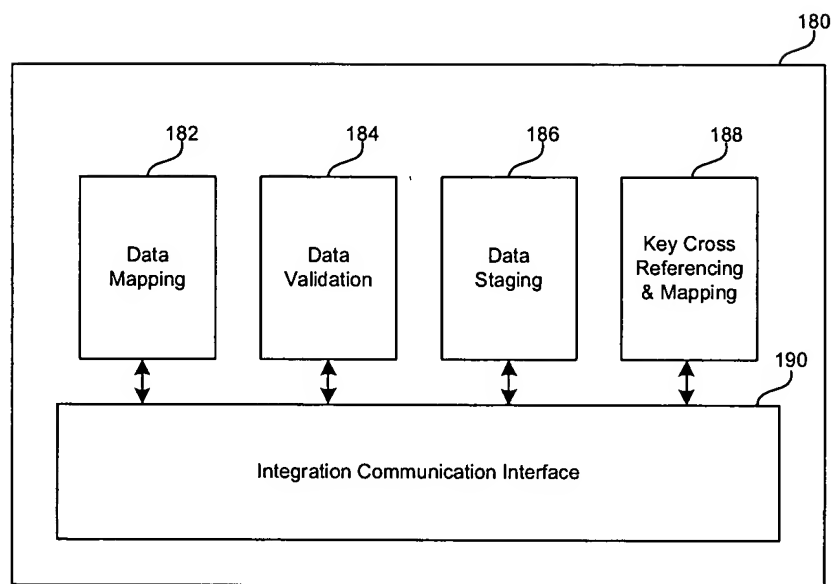 180
182
184
186
188
Data
Mapping
Data
Validation
Data
Staging
Key Cross
Referencing
& Mapping
190
Integration Communication Interface